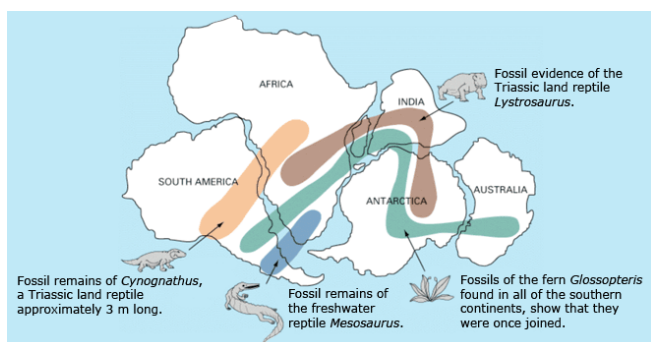 AFRICA
INDIA
Fossil evidence of the
Triassic land reptile
Lystrosaurus.
SOUTH AMERICA
ANTARCTICA
AUSTRALIA
Fossil remains of Cynognathus,
a Triassic land reptile
approximately 3 m long.
Fossil remains of
the freshwater
reptile Mesosaurus.
Fossils of the fern Glossopteris
found in all of the southern
continents, show that they
were once joined.